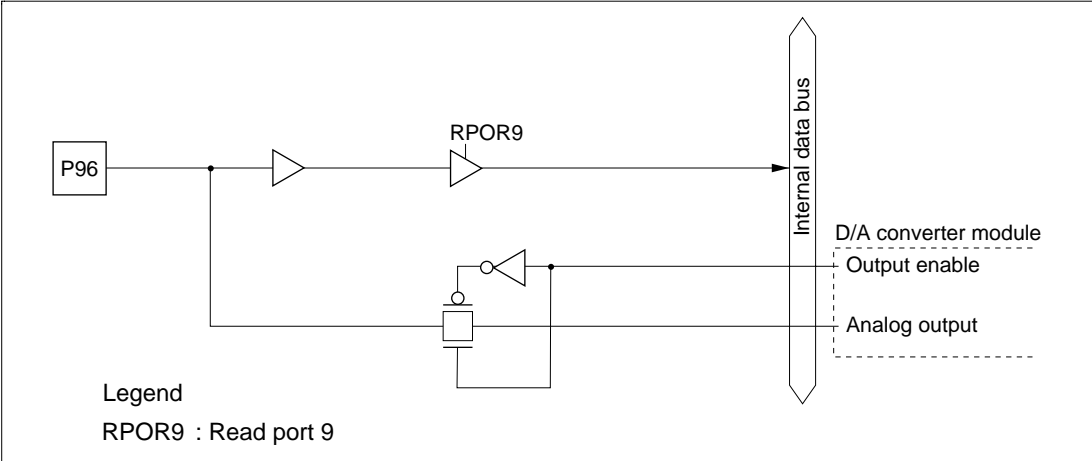 RPOR9
P96
Internal data bus
D/A converter module
Output enable
Analog output
Legend
RPOR9 : Read port 9